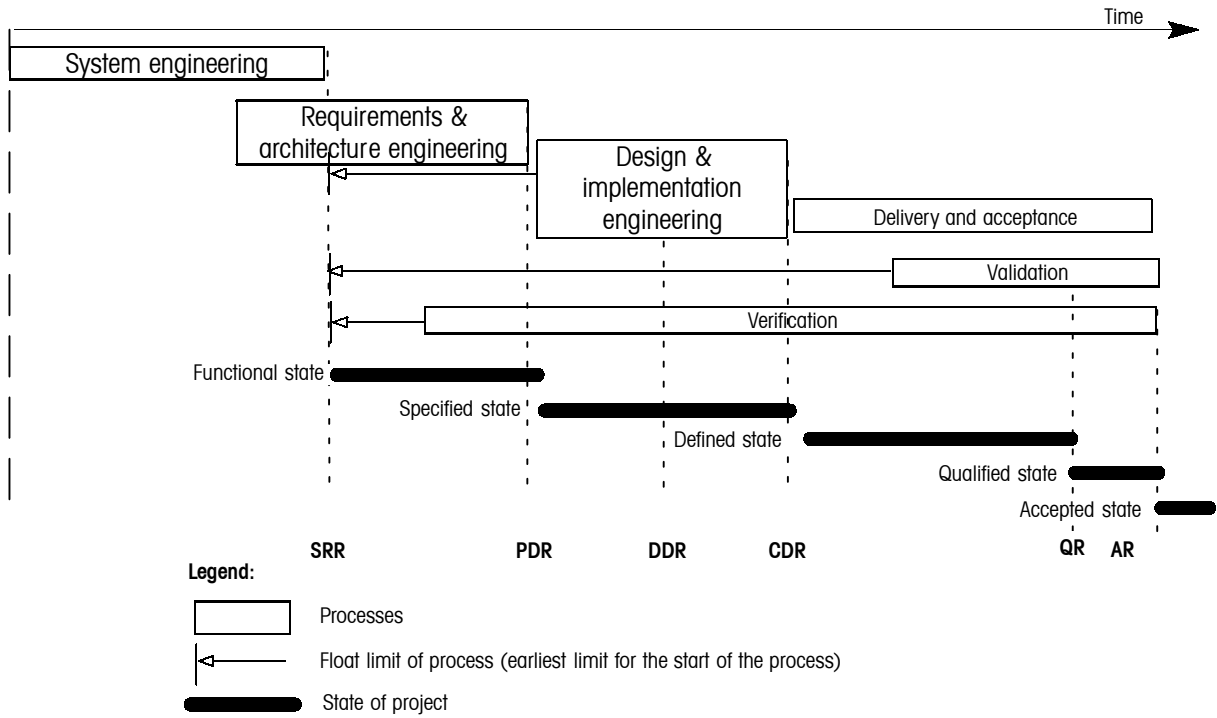 Time
System engineering
Requirements &
architecture engineering
Design &
implementation
engineering
Delivery and acceptance
Validation
Verification
Functional state
Specified state
Defined state
Qualified state
Accepted state
SRR PDR DDR CDR QR AR
Legend:
Processes
Float limit of process (earliest limit for the start of the process)
State of project